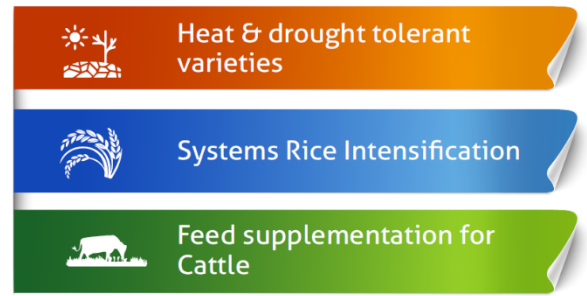 Heat & drought tolerant
varieties
Systems Rice Intensification
Feed supplementation for
Cattle